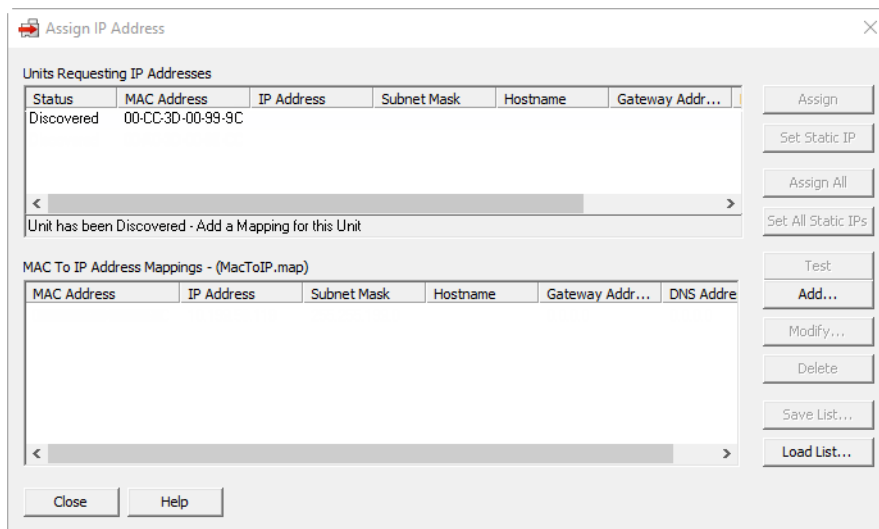 Assign IP Address
Units Requesting IP Addresses
Status MAC Address IP Address Subnet Mask Hostname Gateway Addr...
Discovered 00-CC-3D-00-99-9C
Unit has been Discovered - Add a Mapping for this Unit
Assign
Set Static IP
Assign All
Set All Static IPs
MAC To IP Address Mappings - (MacToIP.map)
MAC Address IP Address Subnet Mask Hostname Gateway Addr... DNS Addre
Test
Add...
Modify...
Delete
Save List...
Load List...
Close Help